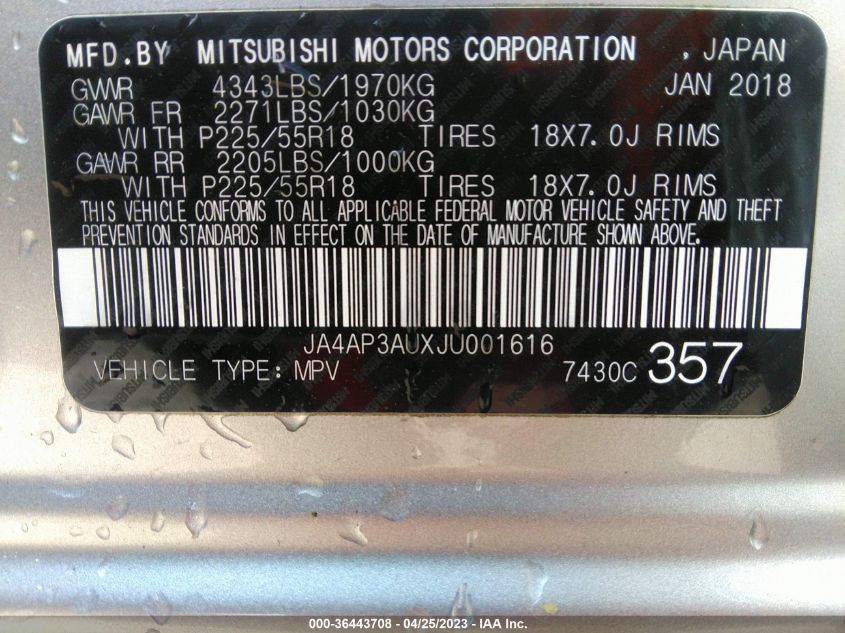 MFD.BY MITSUBISHI MOTORS CORPORATION , JAPAN
GVWR 4343LBS/1970KG JAN 2018
GAWR FR 2271LBS/1030KG
WITH P225/55R18 TIRES 18X7.0J RIMS
GAWR RR 2205LBS/1000KG
WITH P225/55R18 TIRES 18X7.0J RIMS
THIS VEHICLE CONFORMS TO ALL APPLICABLE FEDERAL MOTOR VEHICLE SAFETY AND THEFT
PREVENTION STANDARDS IN EFFECT ON THE DATE OF MANUFACTURE SHOWN ABOVE.
JA4AP3AUXJU001616
VEHICLE TYPE:MPV 7430C 357
000-36443708 - 04/25/2023 - IAA Inc.